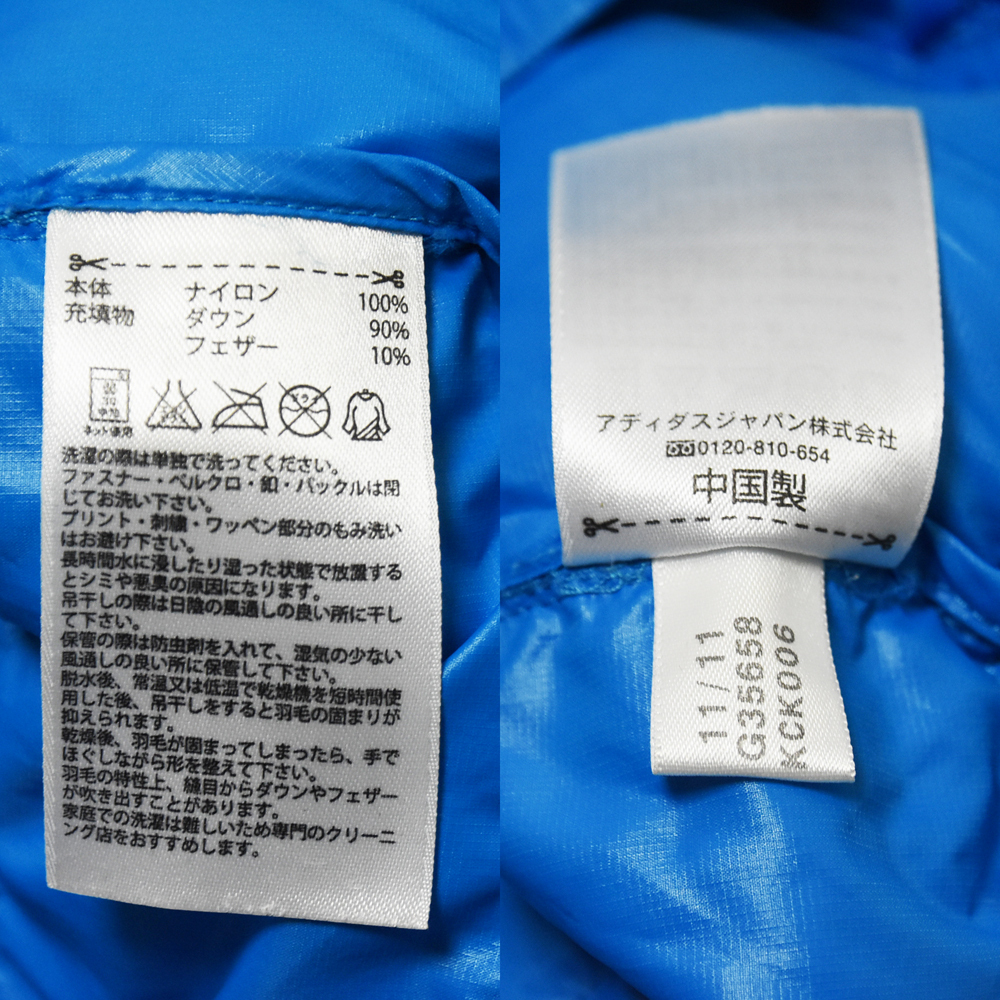 本体 ナイロン 100%
充填物 ダウン 90%
フェザー 10%
ネット使用
洗濯の際は単独で洗ってください。
ファスナー・ベルクロ・釦・バックルは閉
じてお洗い下さい。
プリント・刺繍・ワッペン部分のもみ洗い
はお避け下さい。
長時間水に浸したり湿った状態で放置する
とシミや悪臭の原因になります。
吊干しの際は日陰の風通しの良い所に干し
て下さい。
保管の際は防虫剤を入れて、湿気の少ない
風通しの良い所に保管して下さい。
脱水後、常温又は低温で乾燥機を短時間使
用した後、吊干しをすると羽毛の固まりが
抑えられます。
乾燥後、羽毛が固まってしまったら、手で
ほぐしながら形を整えて下さい。
羽毛の特性上、縫目からダウンやフェザー
が吹き出すことがあります。
家庭での洗濯は難しいため専門のクリーニ
ング店をおすすめします。
アディダスジャパン株式会社
0120-810-654
中国製
11/11
G35658
KCK006